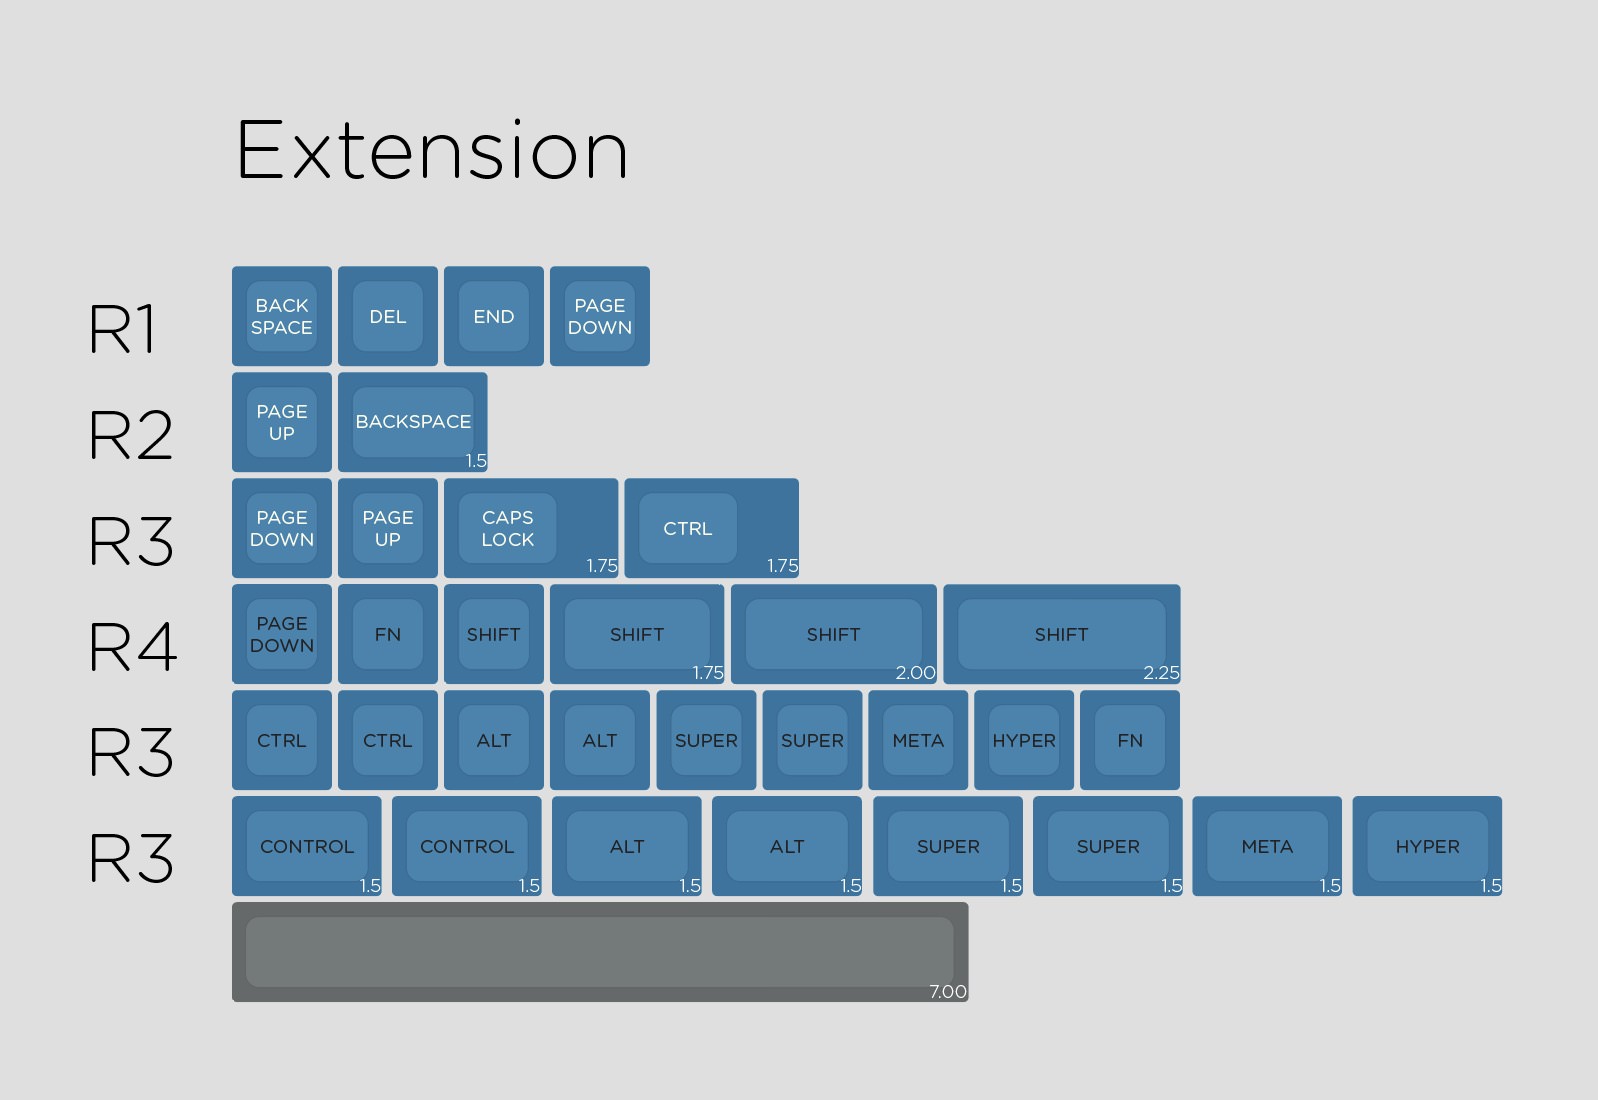 Extension
R1
BACK
SPACE
DEL
END
PAGE
DOWN
R2
PAGE
UP
BACKSPACE
1.5
R3
PAGE
DOWN
PAGE
UP
CAPS
LOCK
1.75
CTRL
1.75
R4
PAGE
DOWN
FN
SHIFT
SHIFT
1.75
SHIFT
2.00
SHIFT
2.25
R3
CTRL
CTRL
ALT
ALT
SUPER
SUPER
META
HYPER
FN
R3
CONTROL
1.5
CONTROL
1.5
ALT
1.5
ALT
1.5
SUPER
1.5
SUPER
1.5
META
1.5
HYPER
1.5
7.00